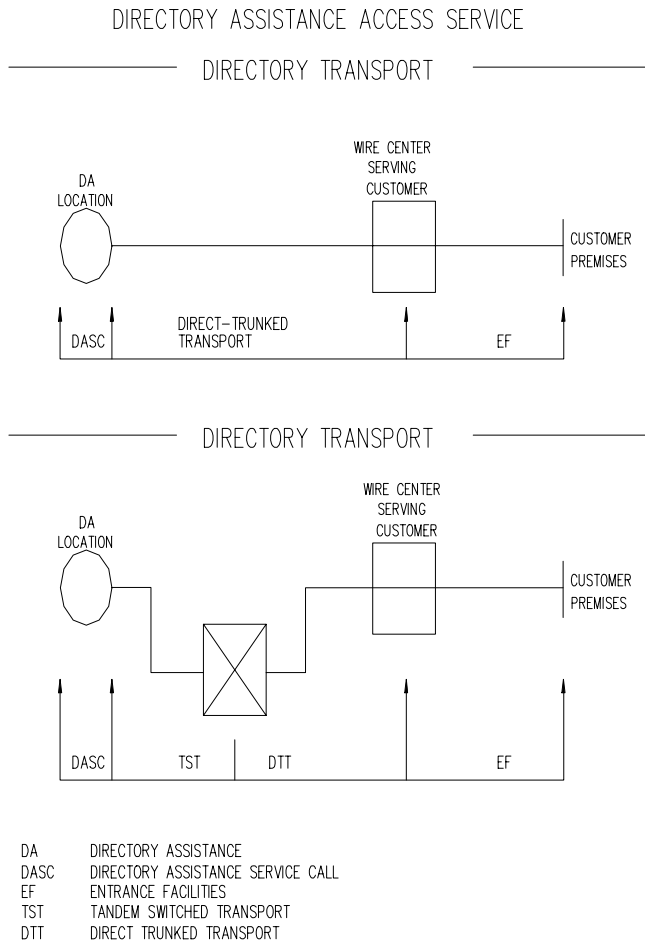 DIRECTORY ASSISTANCE ACCESS SERVICE
DIRECTORY TRANSPORT
WIRE CENTER
SERVING
CUSTOMER
DA
LOCATION
CUSTOMER
PREMISES
DASC
DIRECT-TRUNKED
TRANSPORT
EF
DIRECTORY TRANSPORT
WIRE CENTER
SERVING
CUSTOMER
DA
LOCATION
CUSTOMER
PREMISES
DASC TST DTT EF
DA DIRECTORY ASSISTANCE
DASC DIRECTORY ASSISTANCE SERVICE CALL
EF ENTRANCE FACILITIES
TST TANDEM SWITCHED TRANSPORT
DTT DIRECT TRUNKED TRANSPORT